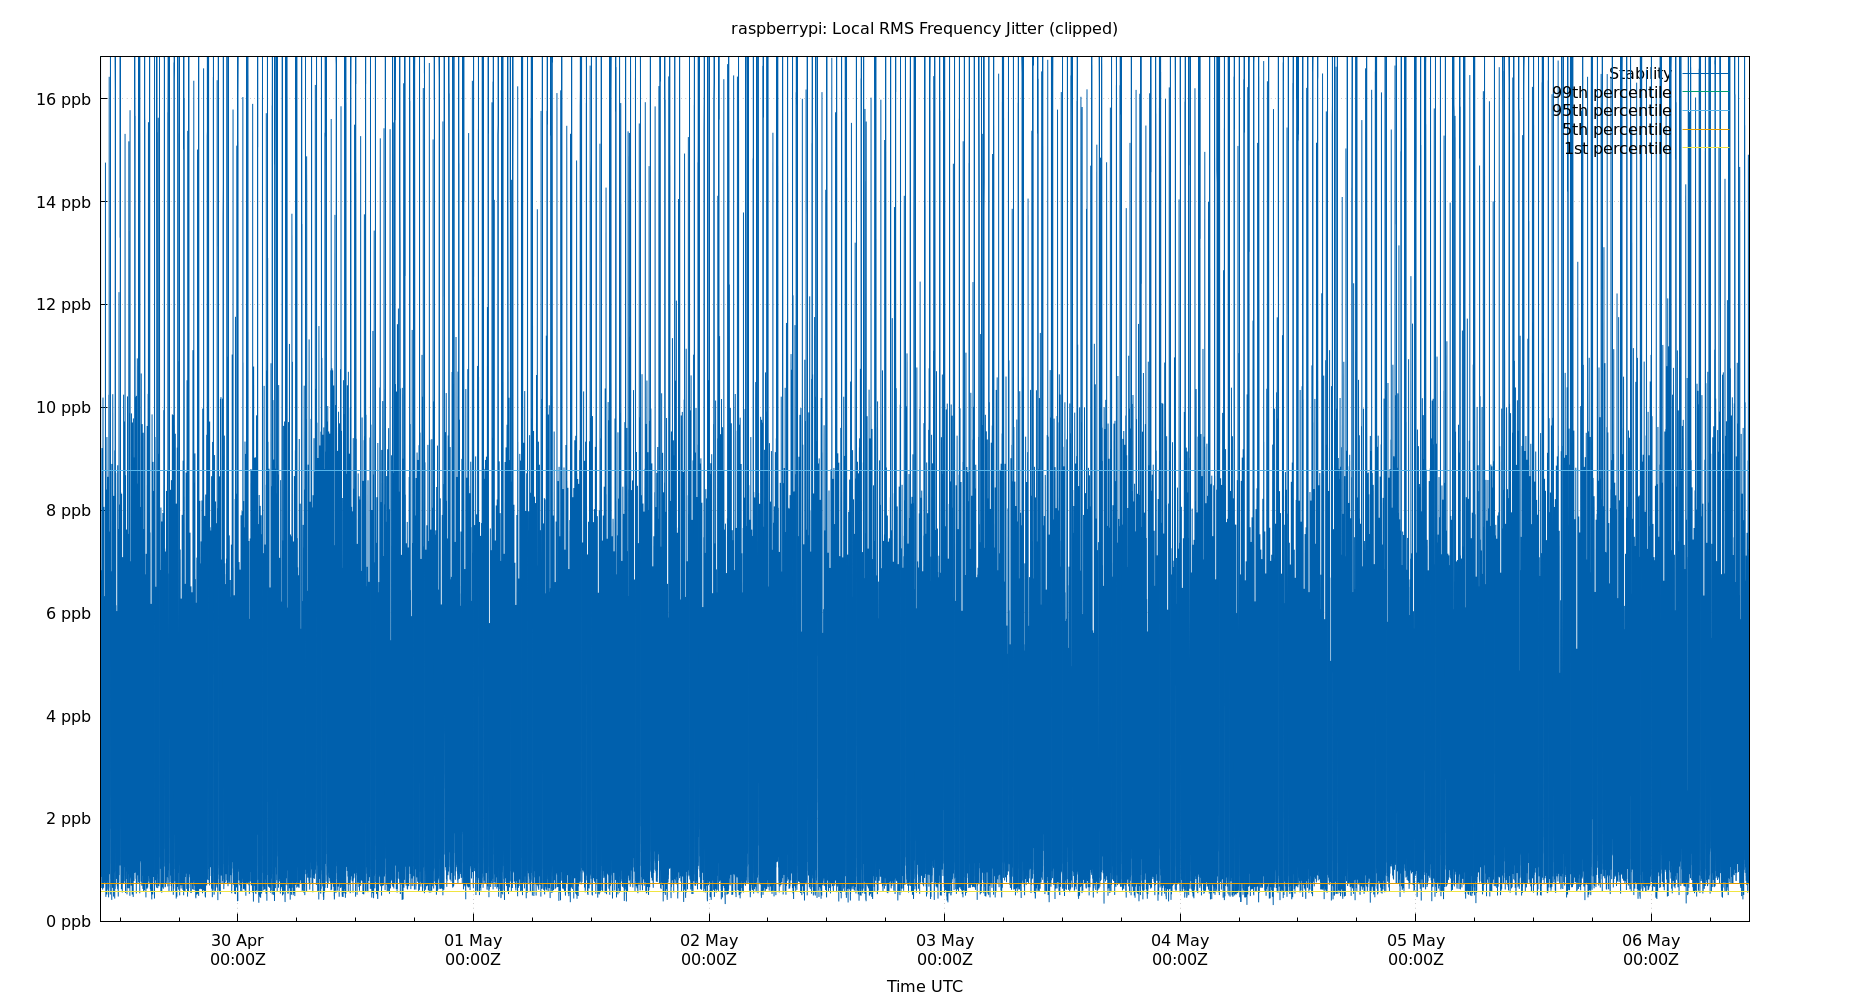 raspberrypi: Local RMS Frequency Jitter (clipped)
Stability
99th percentile
95th percentile
5th percentile
1st percentile
16 ppb
14 ppb
12 ppb
10 ppb
8 ppb
6 ppb
4 ppb
2 ppb
0 ppb
30 Apr 01 May 02 May 03 May 04 May 05 May 06 May
00:00Z 00:00Z 00:00Z 00:00Z 00:00Z 00:00Z 00:00Z
Time UTC